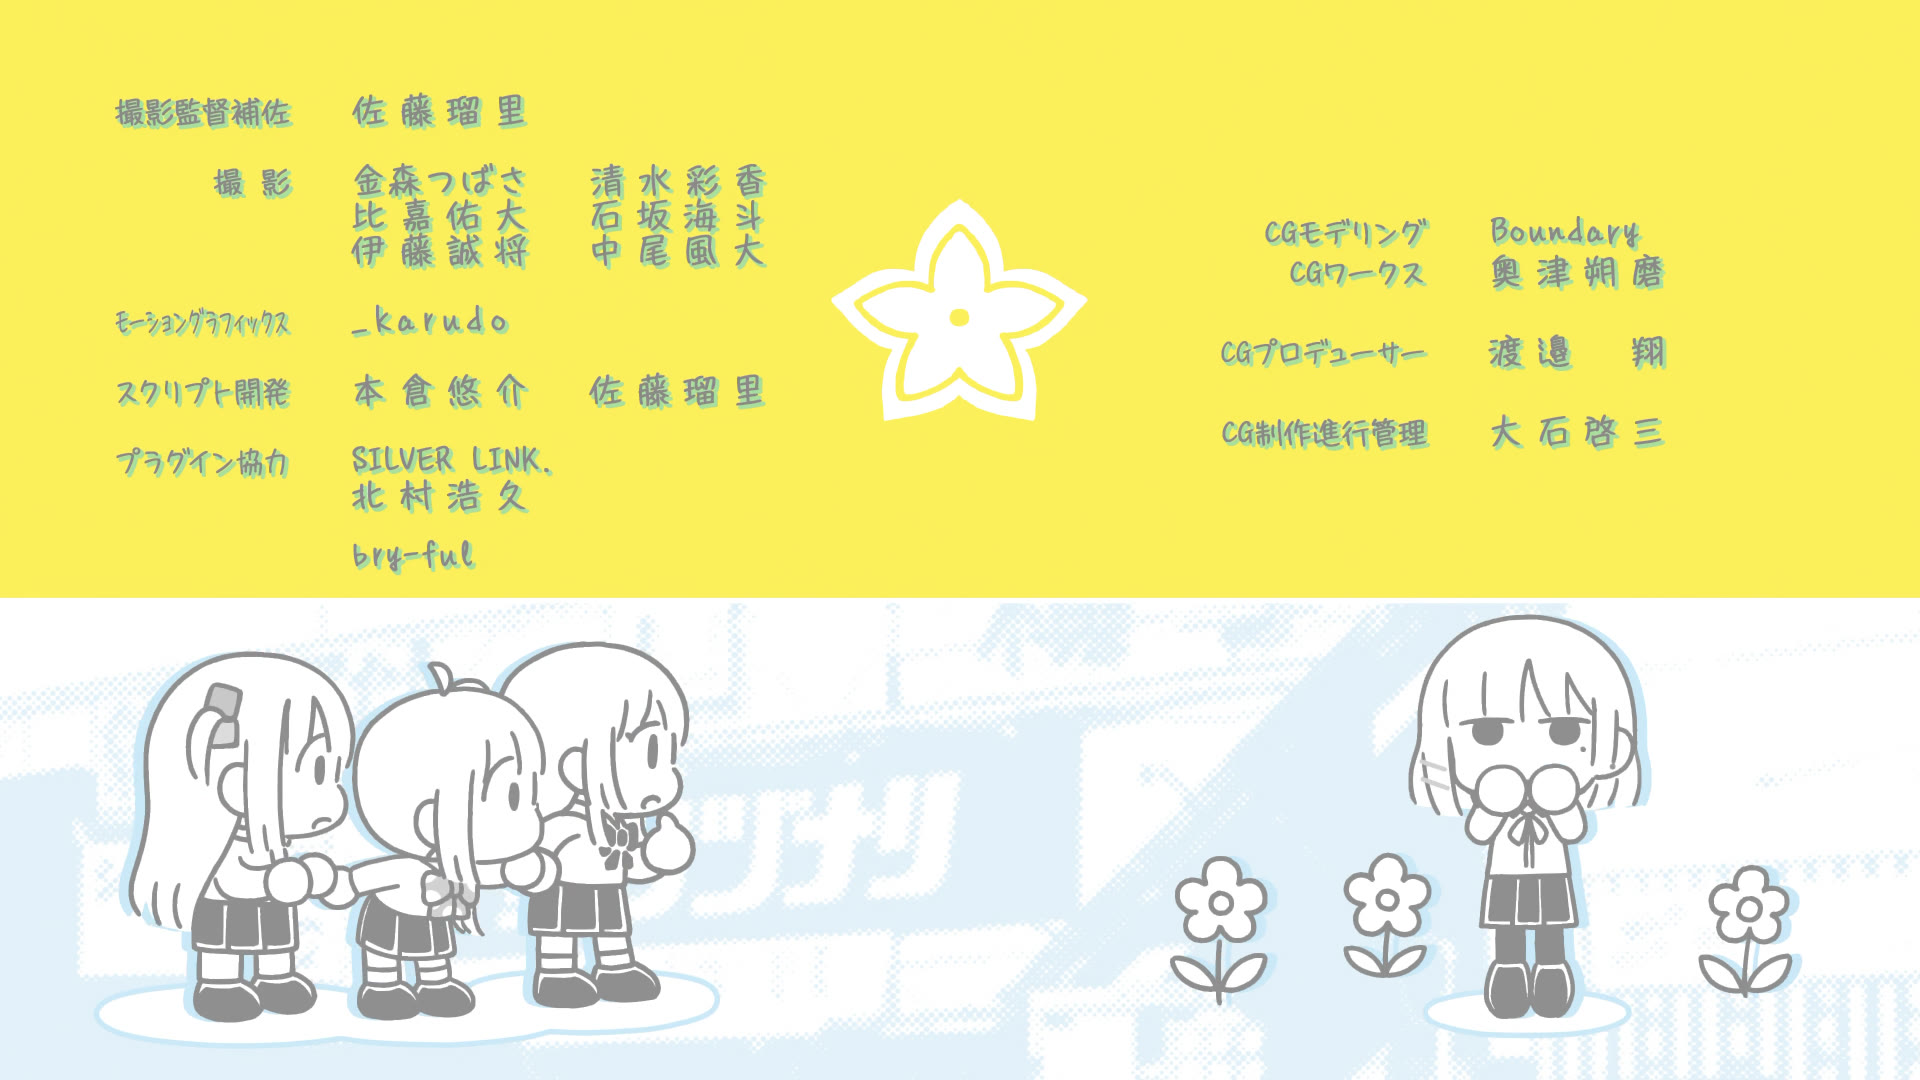 撮影監督補佐 佐藤瑠里
撮影 金森つばさ 清水彩香
比嘉佑大 石坂海斗
伊藤誠将 中尾風大
モーショングラフィックス _karudo
スクリプト開発 本倉悠介 佐藤瑠里
プラグイン協力 SILVER LINK.
北村浩久
bry-ful
CGモデリング Boundary
CGワークス 奥津朔磨
CGプロデューサー 渡邉 翔
CG制作進行管理 大石啓三